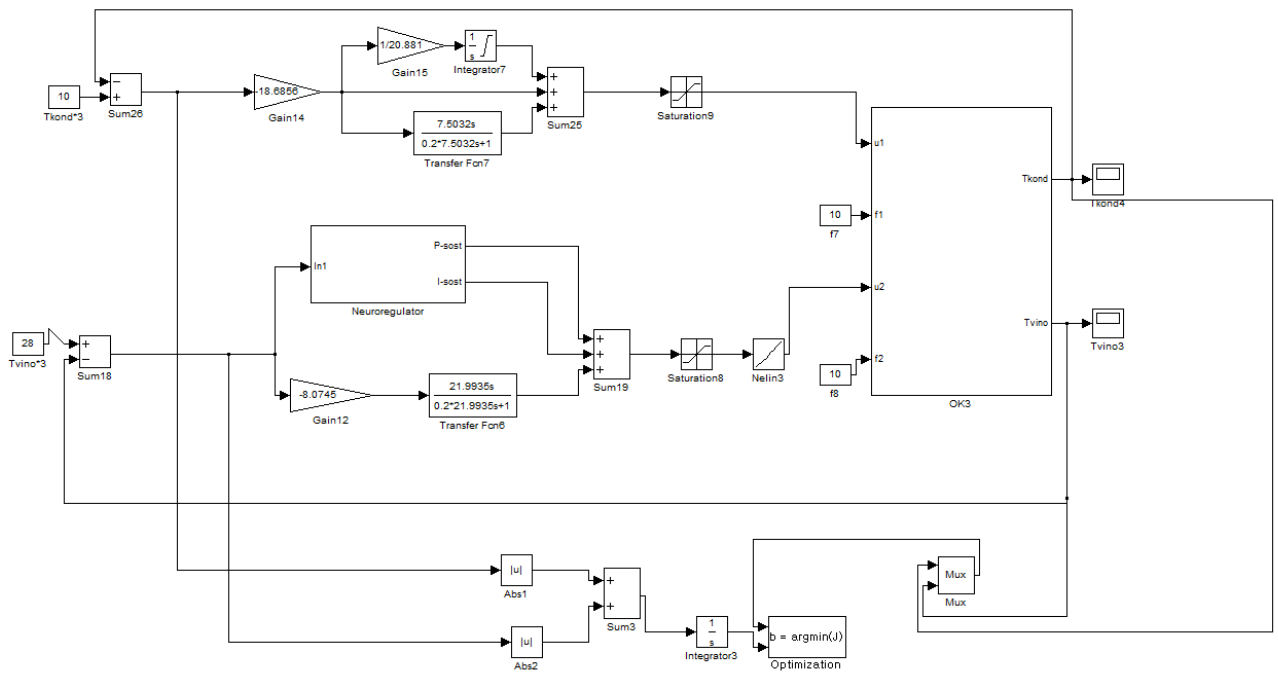 1/20.881
1
s
Integrator7
Gain15
−
+
Sum26
10
Tkond*3
-18.6856
Gain14
7.5032s
0.2*7.5032s+1
Transfer Fcn7
+
+
+
Sum25
Saturation9
u1
Tkond
Tkond4
10
f7
f1
In1
P-sost
I-sost
Neuroregulator
u2
28
Tvino*3
+
−
Sum18
+
+
+
Sum19
Saturation8
Nelin3
Tvino
Tvino3
10
f8
f2
OK3
-8.0745
Gain12
21.9935s
0.2*21.9935s+1
Transfer Fcn6
|u|
Abs1
+
+
Sum3
Mux
Mux
|u|
Abs2
1
s
Integrator3
b = argmin(J)
Optimization